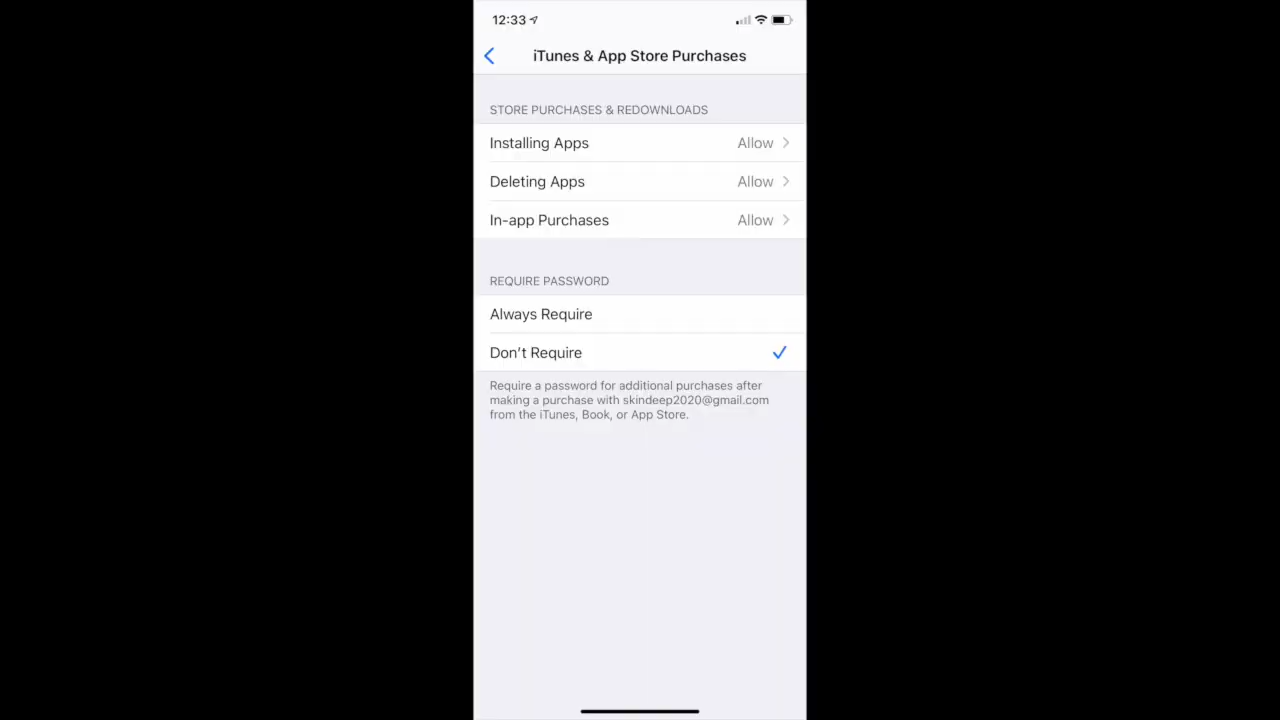 12:33
iTunes & App Store Purchases
STORE PURCHASES & REDOWNLOADS
Installing Apps Allow
Deleting Apps Allow
In-app Purchases Allow
REQUIRE PASSWORD
Always Require
Don't Require
Require a password for additional purchases after
making a purchase with skindeep2020@gmail.com
from the iTunes, Book, or App Store.